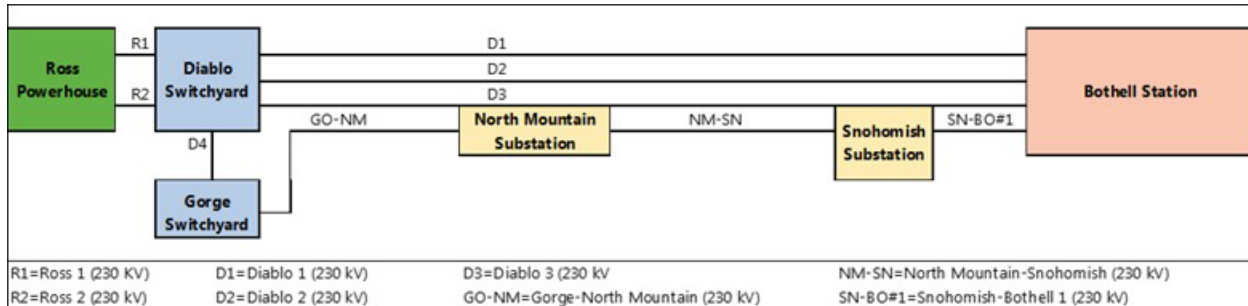 R1
D1
Ross
Powerhouse
Diablo
Switchyard
D2
Bothell Station
R2
D3
GO-NM
North Mountain
Substation
NM-SN
Snohomish
Substation
SN-BO#1
D4
Gorge
Switchyard
R1=Ross 1 (230 KV) D1=Diablo 1 (230 kV) D3=Diablo 3 (230 kV NM-SN=North Mountain-Snohomish (230 kV)
R2=Ross 2 (230 kV) D2=Diablo 2 (230 kV) GO-NM=Gorge-North Mountain (230 kV) SN-BO#1=Snohomish-Bothell 1 (230 kV)